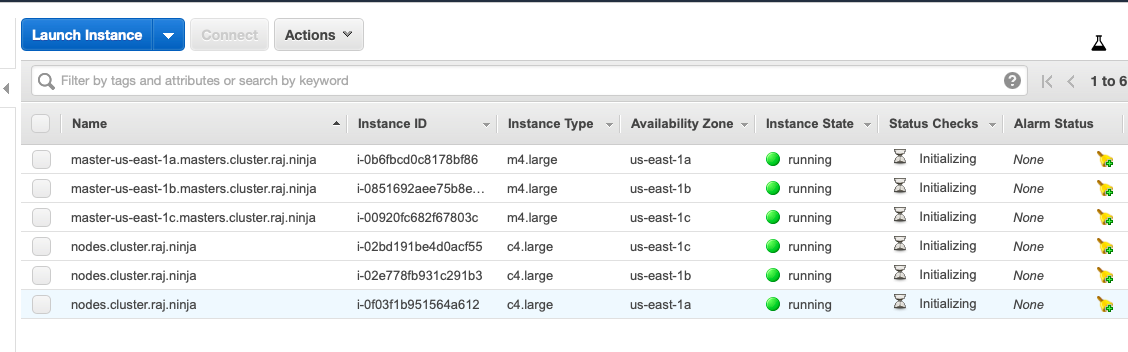 Launch Instance Connect Actions
Filter by tags and attributes or search by keyword 1 to 6
Name Instance ID Instance Type Availability Zone Instance State Status Checks Alarm Status
master-us-east-1a.masters.cluster.raj.ninja i-0b6fbcd0c8178bf86 m4.large us-east-1a running Initializing None
master-us-east-1b.masters.cluster.raj.ninja i-0851692aee75b8e... m4.large us-east-1b running Initializing None
master-us-east-1c.masters.cluster.raj.ninja i-00920fc682f67803c m4.large us-east-1c running Initializing None
nodes.cluster.raj.ninja i-02bd191be4d0acf55 c4.large us-east-1c running Initializing None
nodes.cluster.raj.ninja i-02e778fb931c291b3 c4.large us-east-1b running Initializing None
nodes.cluster.raj.ninja i-0f03f1b951564a612 c4.large us-east-1a running Initializing None